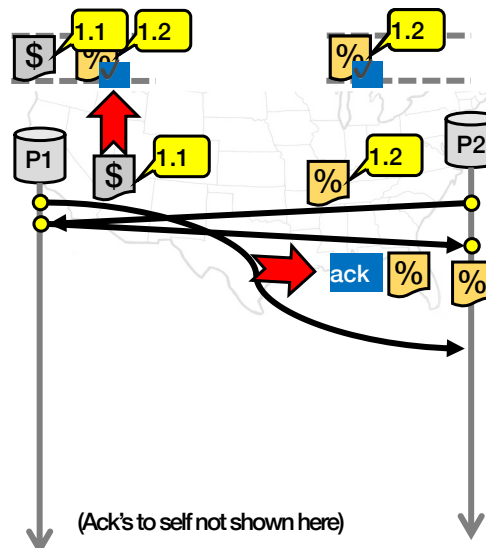 $ 1.1 % 1.2
% 1.2
P1
P2
$ 1.1
% 1.2
ack %
%
(Ack's to self not shown here)